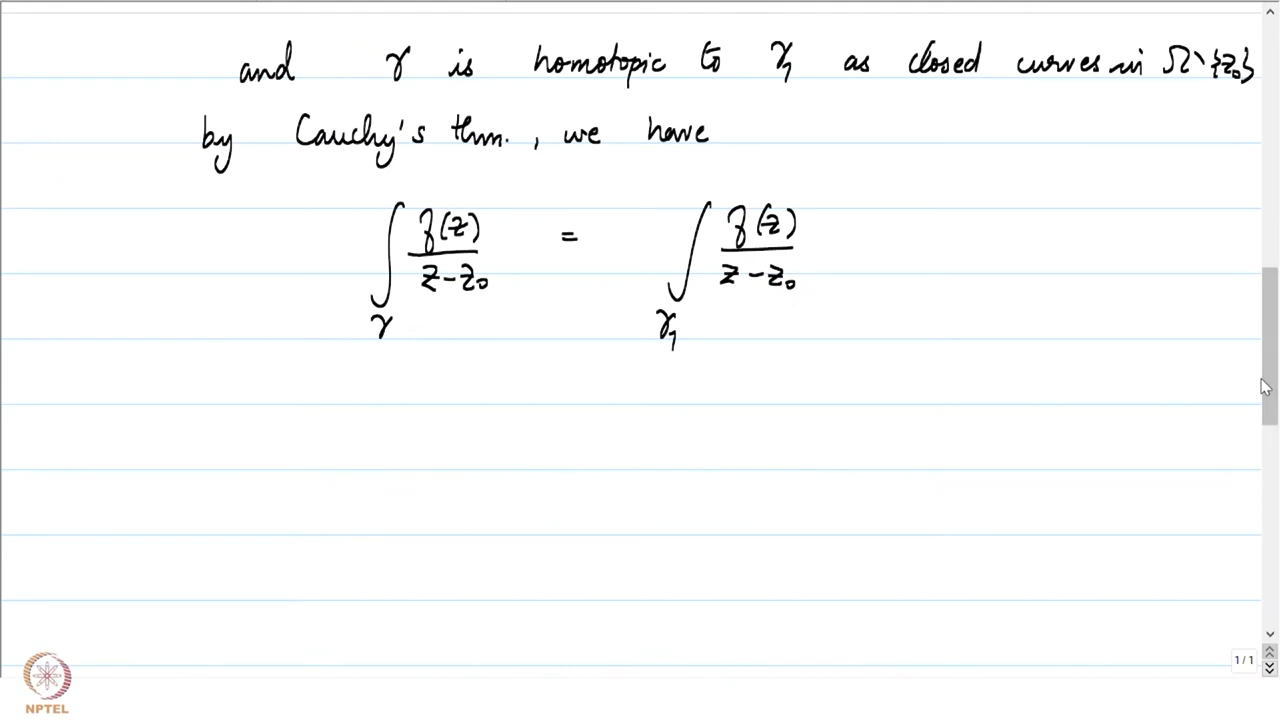 and γ is homotopic to γ₁ as closed curves in Ω\{z₀}
by Cauchy's thm., we have
∫_γ f(z)/(z-z₀) = ∫_γ₁ f(z)/(z-z₀)
1/1
NPTEL